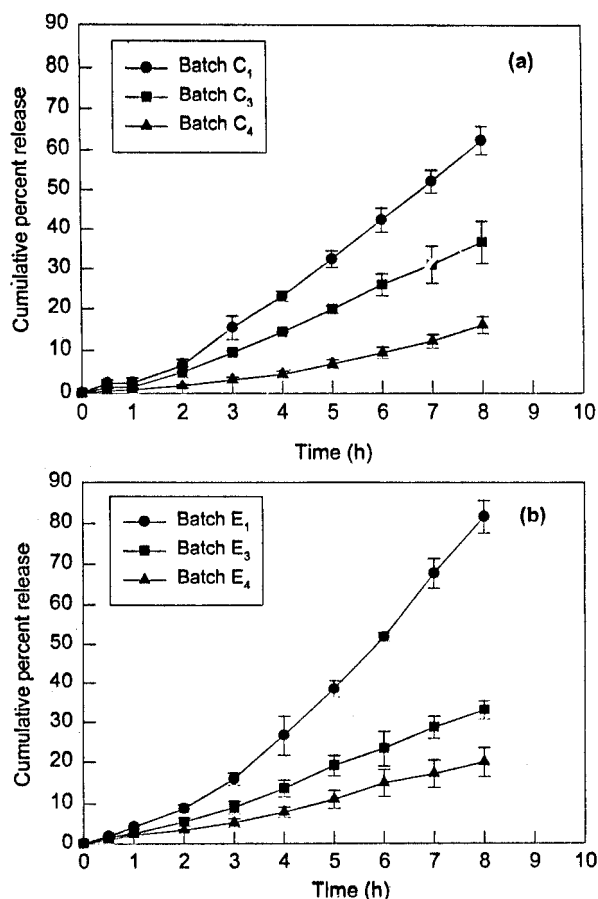 90
80
70
60
50
40
30
20
10
0
Cumulative percent release
Batch C₁
Batch C₃
Batch C₄
(a)
0 1 2 3 4 5 6 7 8 9 10
Time (h)
90
80
70
60
50
40
30
20
10
0
Cumulative percent release
Batch E₁
Batch E₃
Batch E₄
(b)
0 1 2 3 4 5 6 7 8 9 10
Time (h)